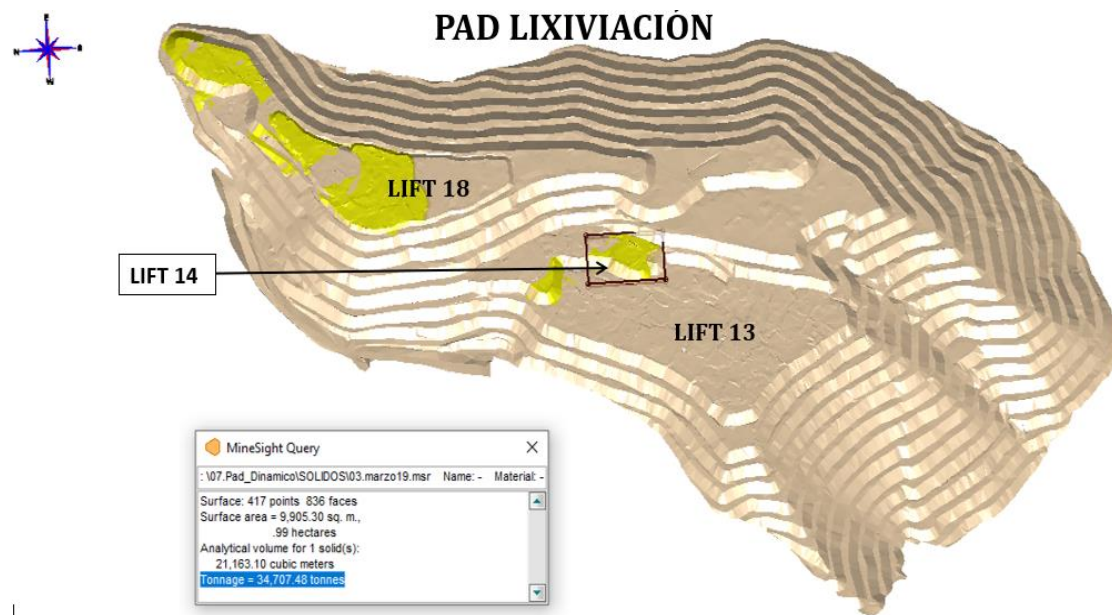 PAD LIXIVIACIÓN
LIFT 18
LIFT 14
LIFT 13
MineSight Query
: \07.Pad_Dinamico\SOLIDOS\03.marzo19.msr Name: - Material: -
Surface: 417 points 836 faces
Surface area = 9,905.30 sq. m.,
.99 hectares
Analytical volume for 1 solid(s):
21,163.10 cubic meters
Tonnage = 34,707.48 tonnes